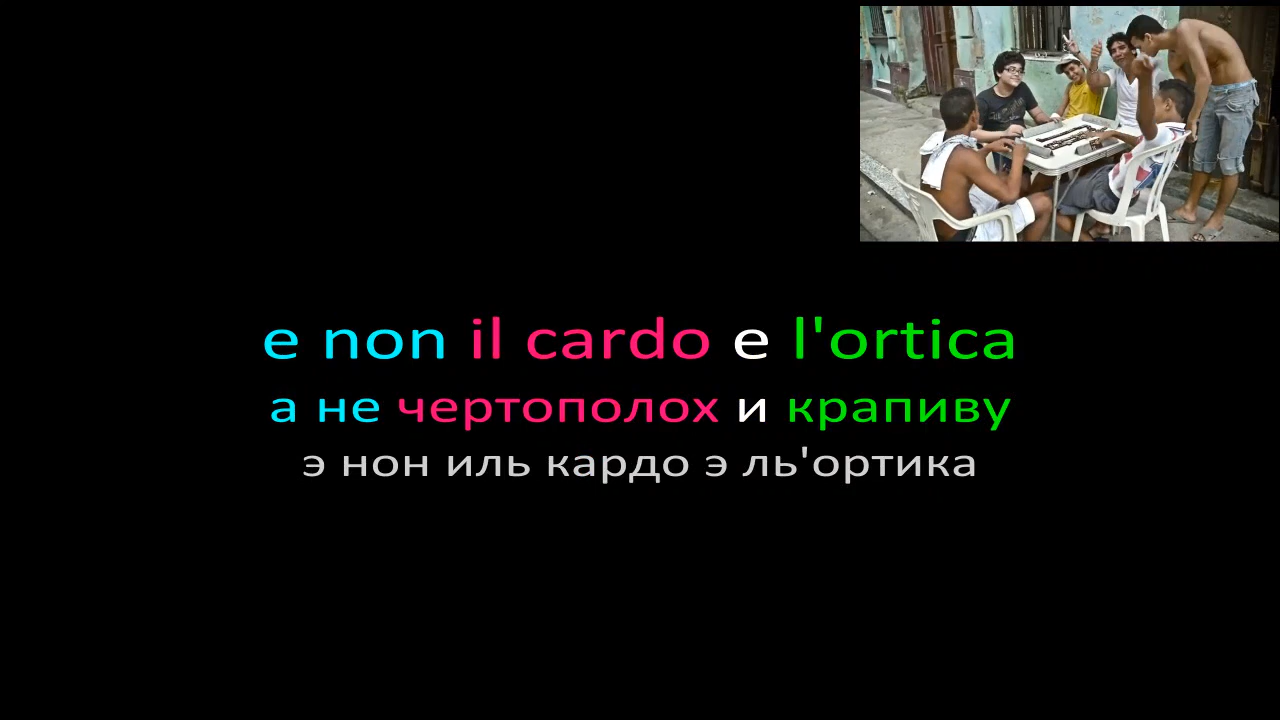 e non il cardo e l'ortica
а не чертополох и крапиву
э нон иль кардо э ль'ортика